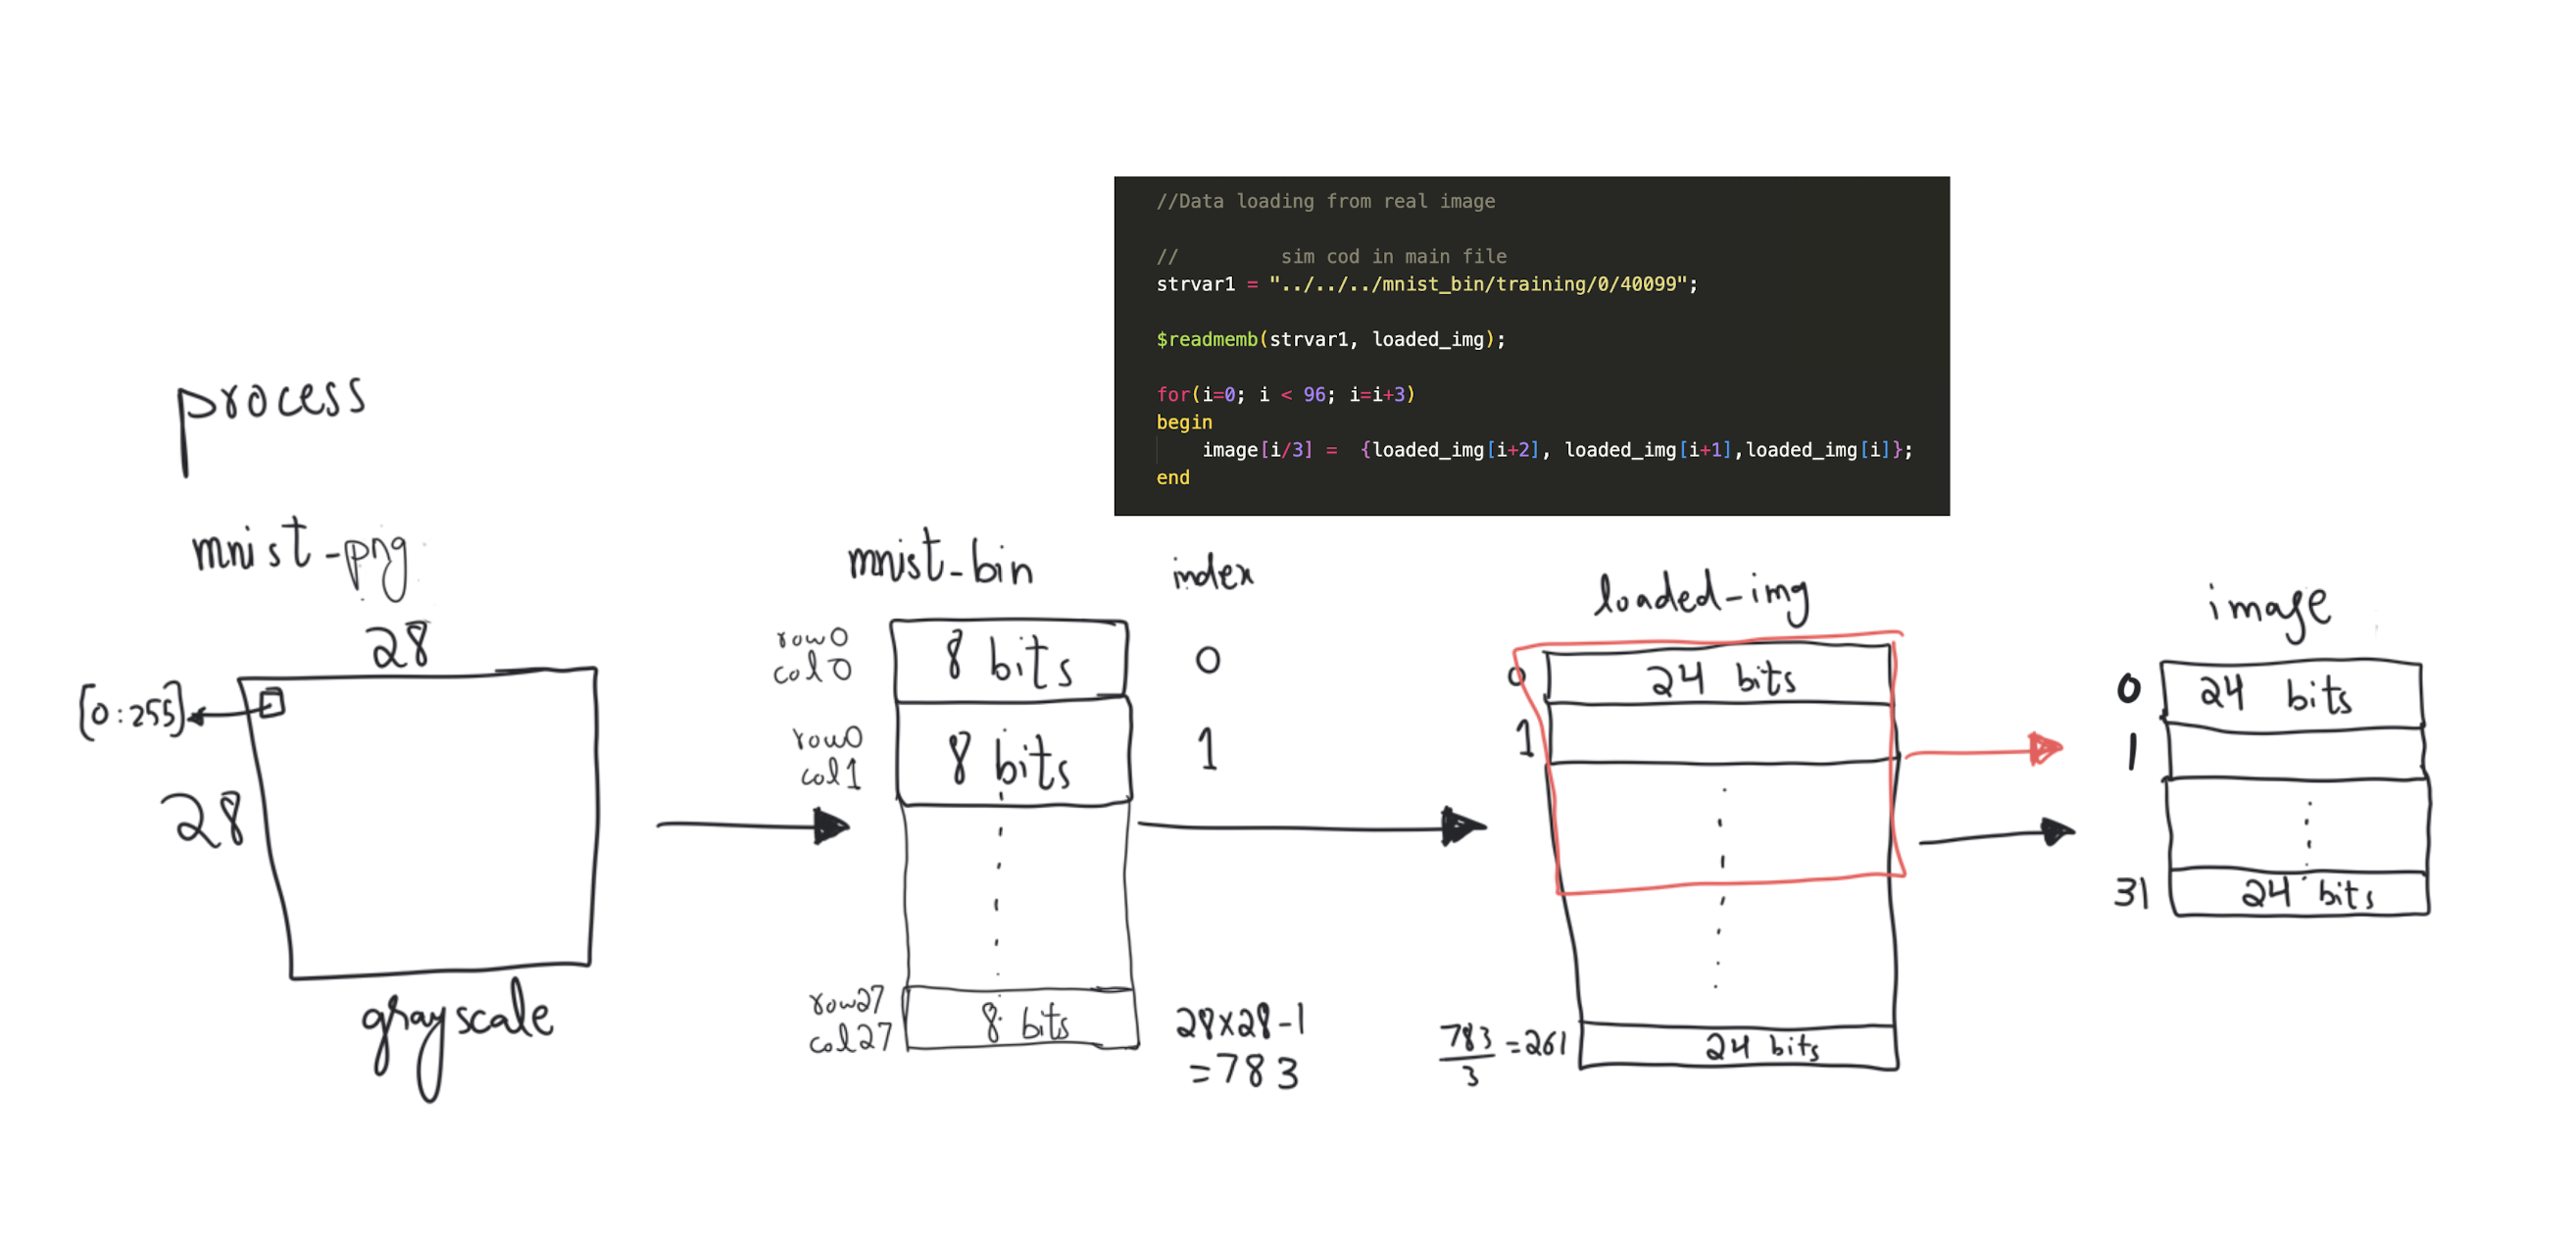 //Data loading from real image
// sim cod in main file
strvar1 = "../../../mnist_bin/training/0/40099";
$readmemb(strvar1, loaded_img);
for(i=0; i < 96; i=i+3)
begin
image[i/3] = {loaded_img[i+2], loaded_img[i+1],loaded_img[i]};
end
process
mnist-png
28
[0:255]
28
grayscale
mnist-bin
index
row0
col0
8 bits
0
row0
col1
8 bits
1
row27
col27
8 bits
28x28-1
=783
loaded-img
0
24 bits
1
783
3
=261
24 bits
image
0
24 bits
1
31
24 bits